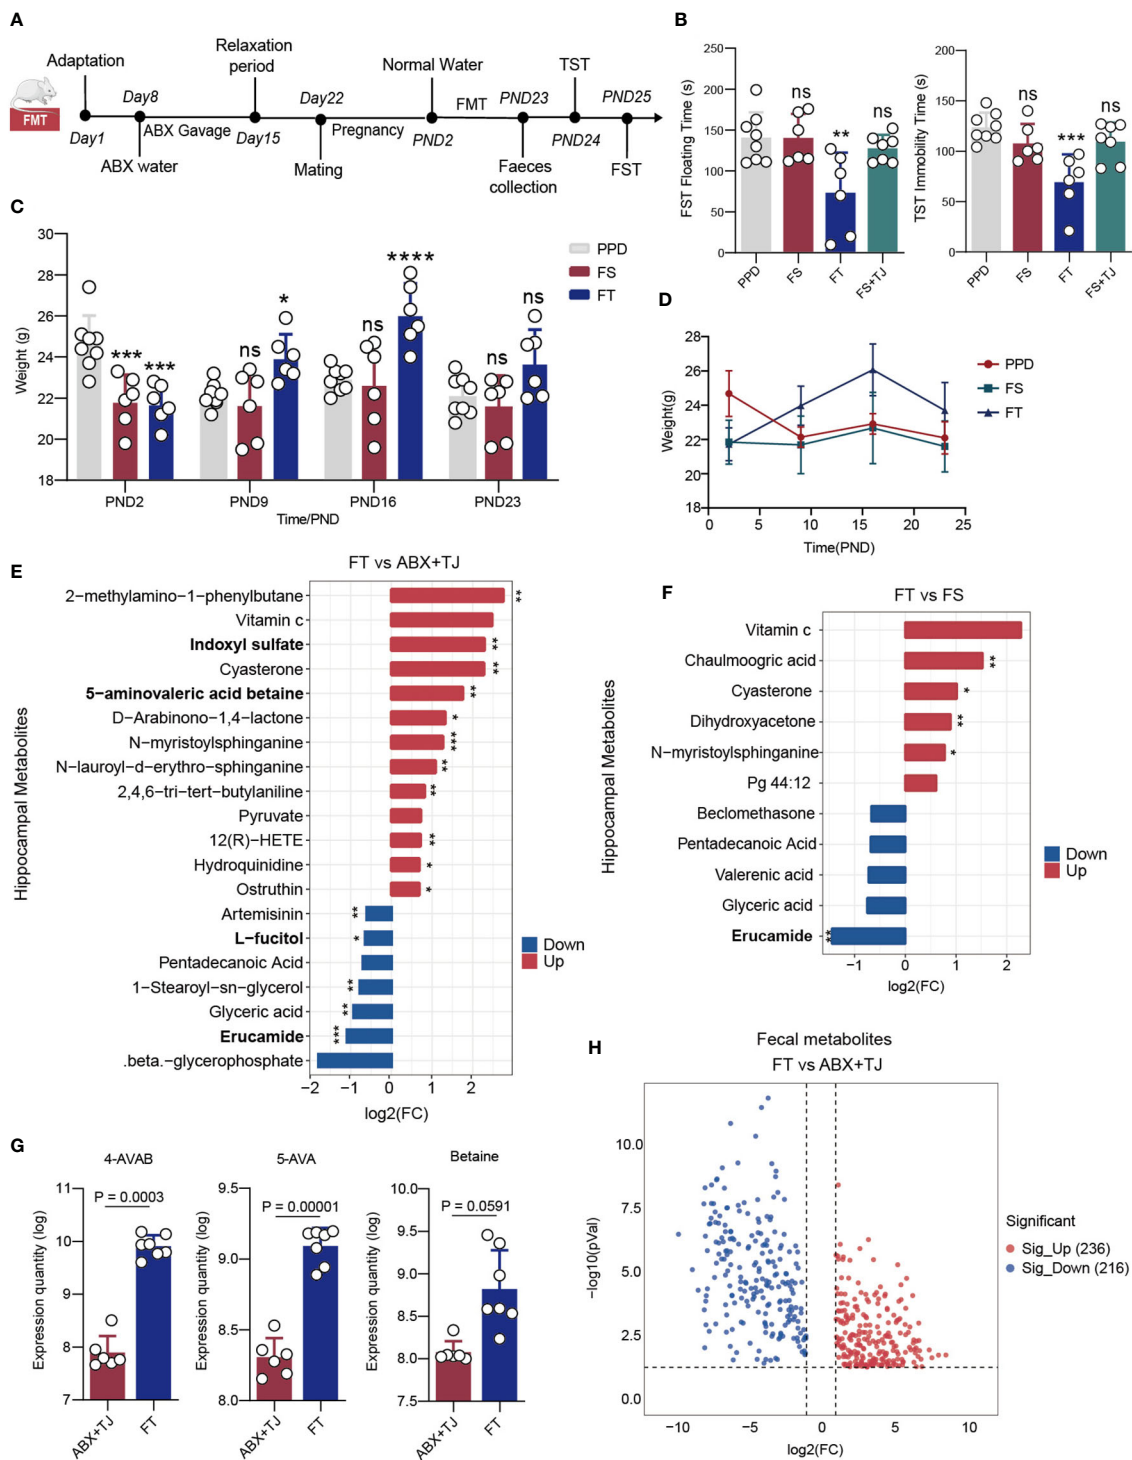 A
FMT
Adaptation
Day1
Day8
ABX water
ABX Gavage
Relaxation
period
Day15
Day22
Mating
Pregnancy
Normal Water
PND2
FMT
PND23
Faeces
collection
TST
PND24
PND25
FST
B
FST Floating Time (s)
250
200
150
100
50
0
ns
**
ns
PPD
FS
FT
FS+TJ
TST Immobility Time (s)
200
150
100
50
0
ns
***
ns
PPD
FS
FT
FS+TJ
C
Weight (g)
30
28
26
24
22
20
18
***
***
ns
*
ns
****
ns
ns
PND2
PND9
PND16
PND23
Time/PND
PPD
FS
FT
D
Weight(g)
28
26
24
22
20
18
0
5
10
15
20
25
Time(PND)
PPD
FS
FT
E
FT vs ABX+TJ
Hippocampal Metabolites
2−methylamino−1−phenylbutane **
Vitamin c
Indoxyl sulfate **
Cyasterone **
5−aminovaleric acid betaine **
D−Arabinono−1,4−lactone *
N−myristoylsphinganine ***
N−lauroyl−d−erythro−sphinganine **
2,4,6−tri−tert−butylaniline **
Pyruvate
12(R)−HETE **
Hydroquinidine *
Ostruthin *
Artemisinin **
L−fucitol *
Pentadecanoic Acid
1−Stearoyl−sn−glycerol **
Glyceric acid **
Erucamide ***
.beta.−glycerophosphate
−2 −1 0 1 2
log2(FC)
Down
Up
F
FT vs FS
Hippocampal Metabolites
Vitamin c
Chaulmoogric acid **
Cyasterone *
Dihydroxyacetone **
N−myristoylsphinganine *
Pg 44:12
Beclomethasone
Pentadecanoic Acid
Valerenic acid
Glyceric acid
Erucamide **
−1 0 1 2
log2(FC)
Down
Up
G
4-AVAB
P = 0.0003
Expression quantity (log)
11
10
9
8
7
ABX+TJ
FT
5-AVA
P = 0.00001
Expression quantity (log)
9.5
9.0
8.5
8.0
ABX+TJ
FT
Betaine
P = 0.0591
Expression quantity (log)
10.0
9.5
9.0
8.5
8.0
7.5
ABX+TJ
FT
H
Fecal metabolites
FT vs ABX+TJ
−log10(pVal)
10.0
7.5
5.0
2.5
0.0
−10 −5 0 5 10
log2(FC)
Significant
Sig_Up (236)
Sig_Down (216)